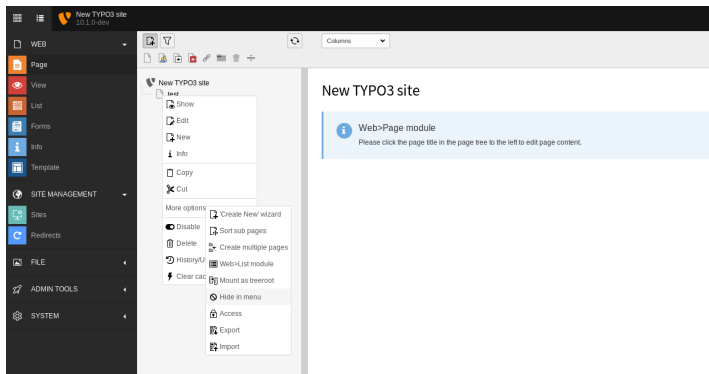 New TYPO3 site
10.1.0-dev
WEB
Page
View
List
Forms
Info
Template
SITE MANAGEMENT
Sites
Redirects
FILE
ADMIN TOOLS
SYSTEM
Columns
New TYPO3 site
test
Show
Edit
New
Info
Copy
Cut
More options
Disable
Delete
History/U
Clear cac
'Create New' wizard
Sort sub pages
Create multiple pages
Web>List module
Mount as treeroot
Hide in menu
Access
Export
Import
New TYPO3 site
Web>Page module
Please click the page title in the page tree to the left to edit page content.